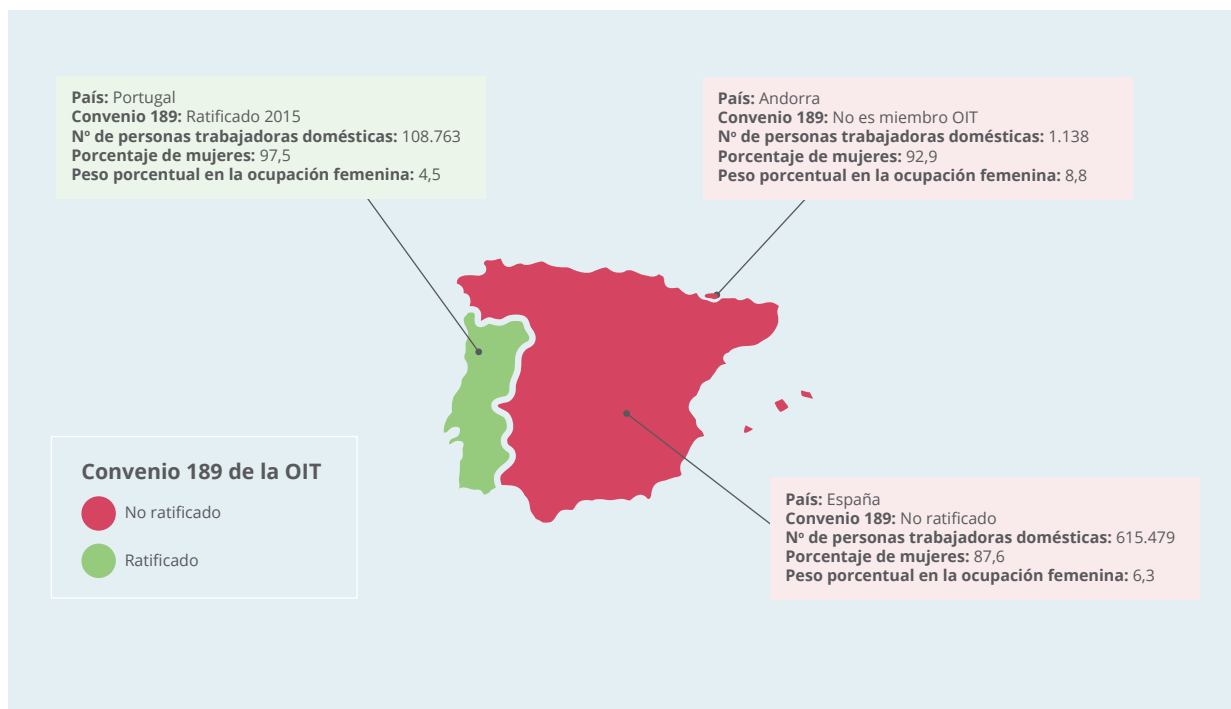 País: Portugal
Convenio 189: Ratificado 2015
Nº de personas trabajadoras domésticas: 108.763
Porcentaje de mujeres: 97,5
Peso porcentual en la ocupación femenina: 4,5
País: Andorra
Convenio 189: No es miembro OIT
Nº de personas trabajadoras domésticas: 1.138
Porcentaje de mujeres: 92,9
Peso porcentual en la ocupación femenina: 8,8
Convenio 189 de la OIT
No ratificado
Ratificado
País: España
Convenio 189: No ratificado
Nº de personas trabajadoras domésticas: 615.479
Porcentaje de mujeres: 87,6
Peso porcentual en la ocupación femenina: 6,3